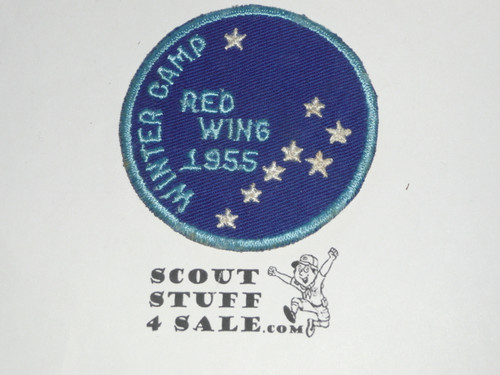 WINTER CAMP
RED
WING
1955
SCOUT
STUFF
4 SALE.COM